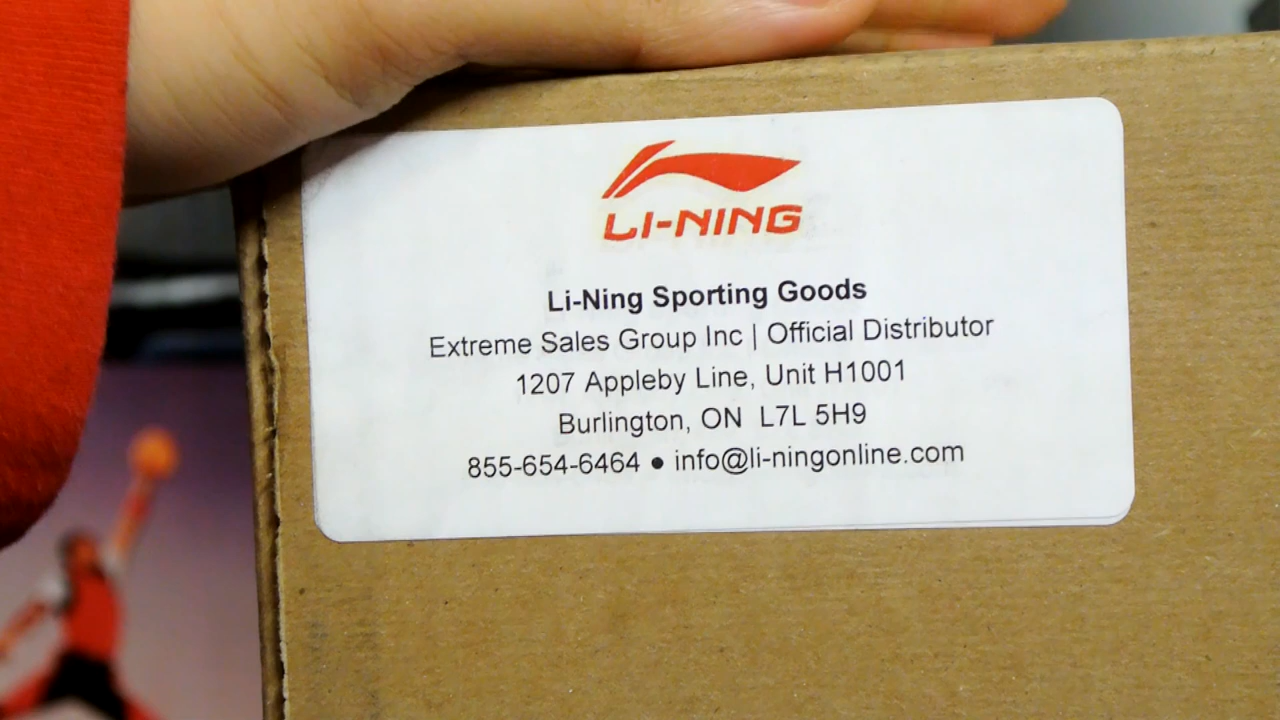 LI-NING
Li-Ning Sporting Goods
Extreme Sales Group Inc | Official Distributor
1207 Appleby Line, Unit H1001
Burlington, ON  L7L 5H9
855-654-6464 ● info@li-ningonline.com